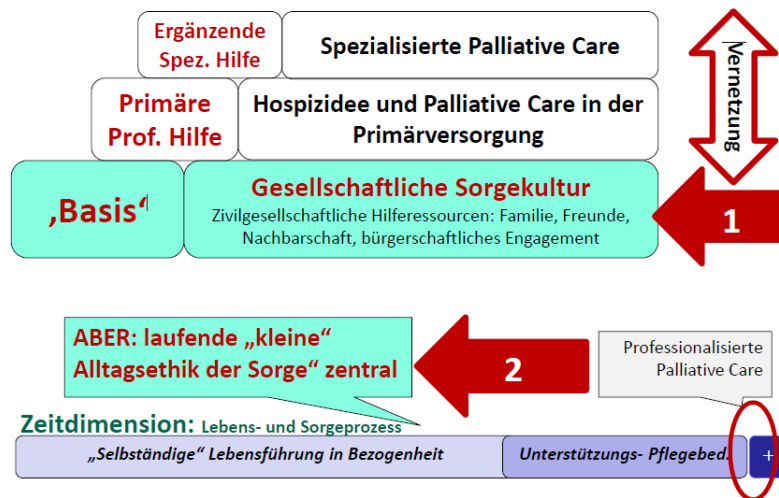 Ergänzende
Spez. Hilfe
Spezialisierte Palliative Care
Primäre
Prof. Hilfe
Hospizidee und Palliative Care in der
Primärversorgung
Vernetzung
‚Basis‘
Gesellschaftliche Sorgekultur
Zivilgesellschaftliche Hilferessourcen: Familie, Freunde,
Nachbarschaft, bürgerschaftliches Engagement
1
ABER: laufende „kleine“
Alltagsethik der Sorge“ zentral
2
Professionalisierte
Palliative Care
Zeitdimension: Lebens- und Sorgeprozess
„Selbständige“ Lebensführung in Bezogenheit
Unterstützungs- Pflegebed.
+